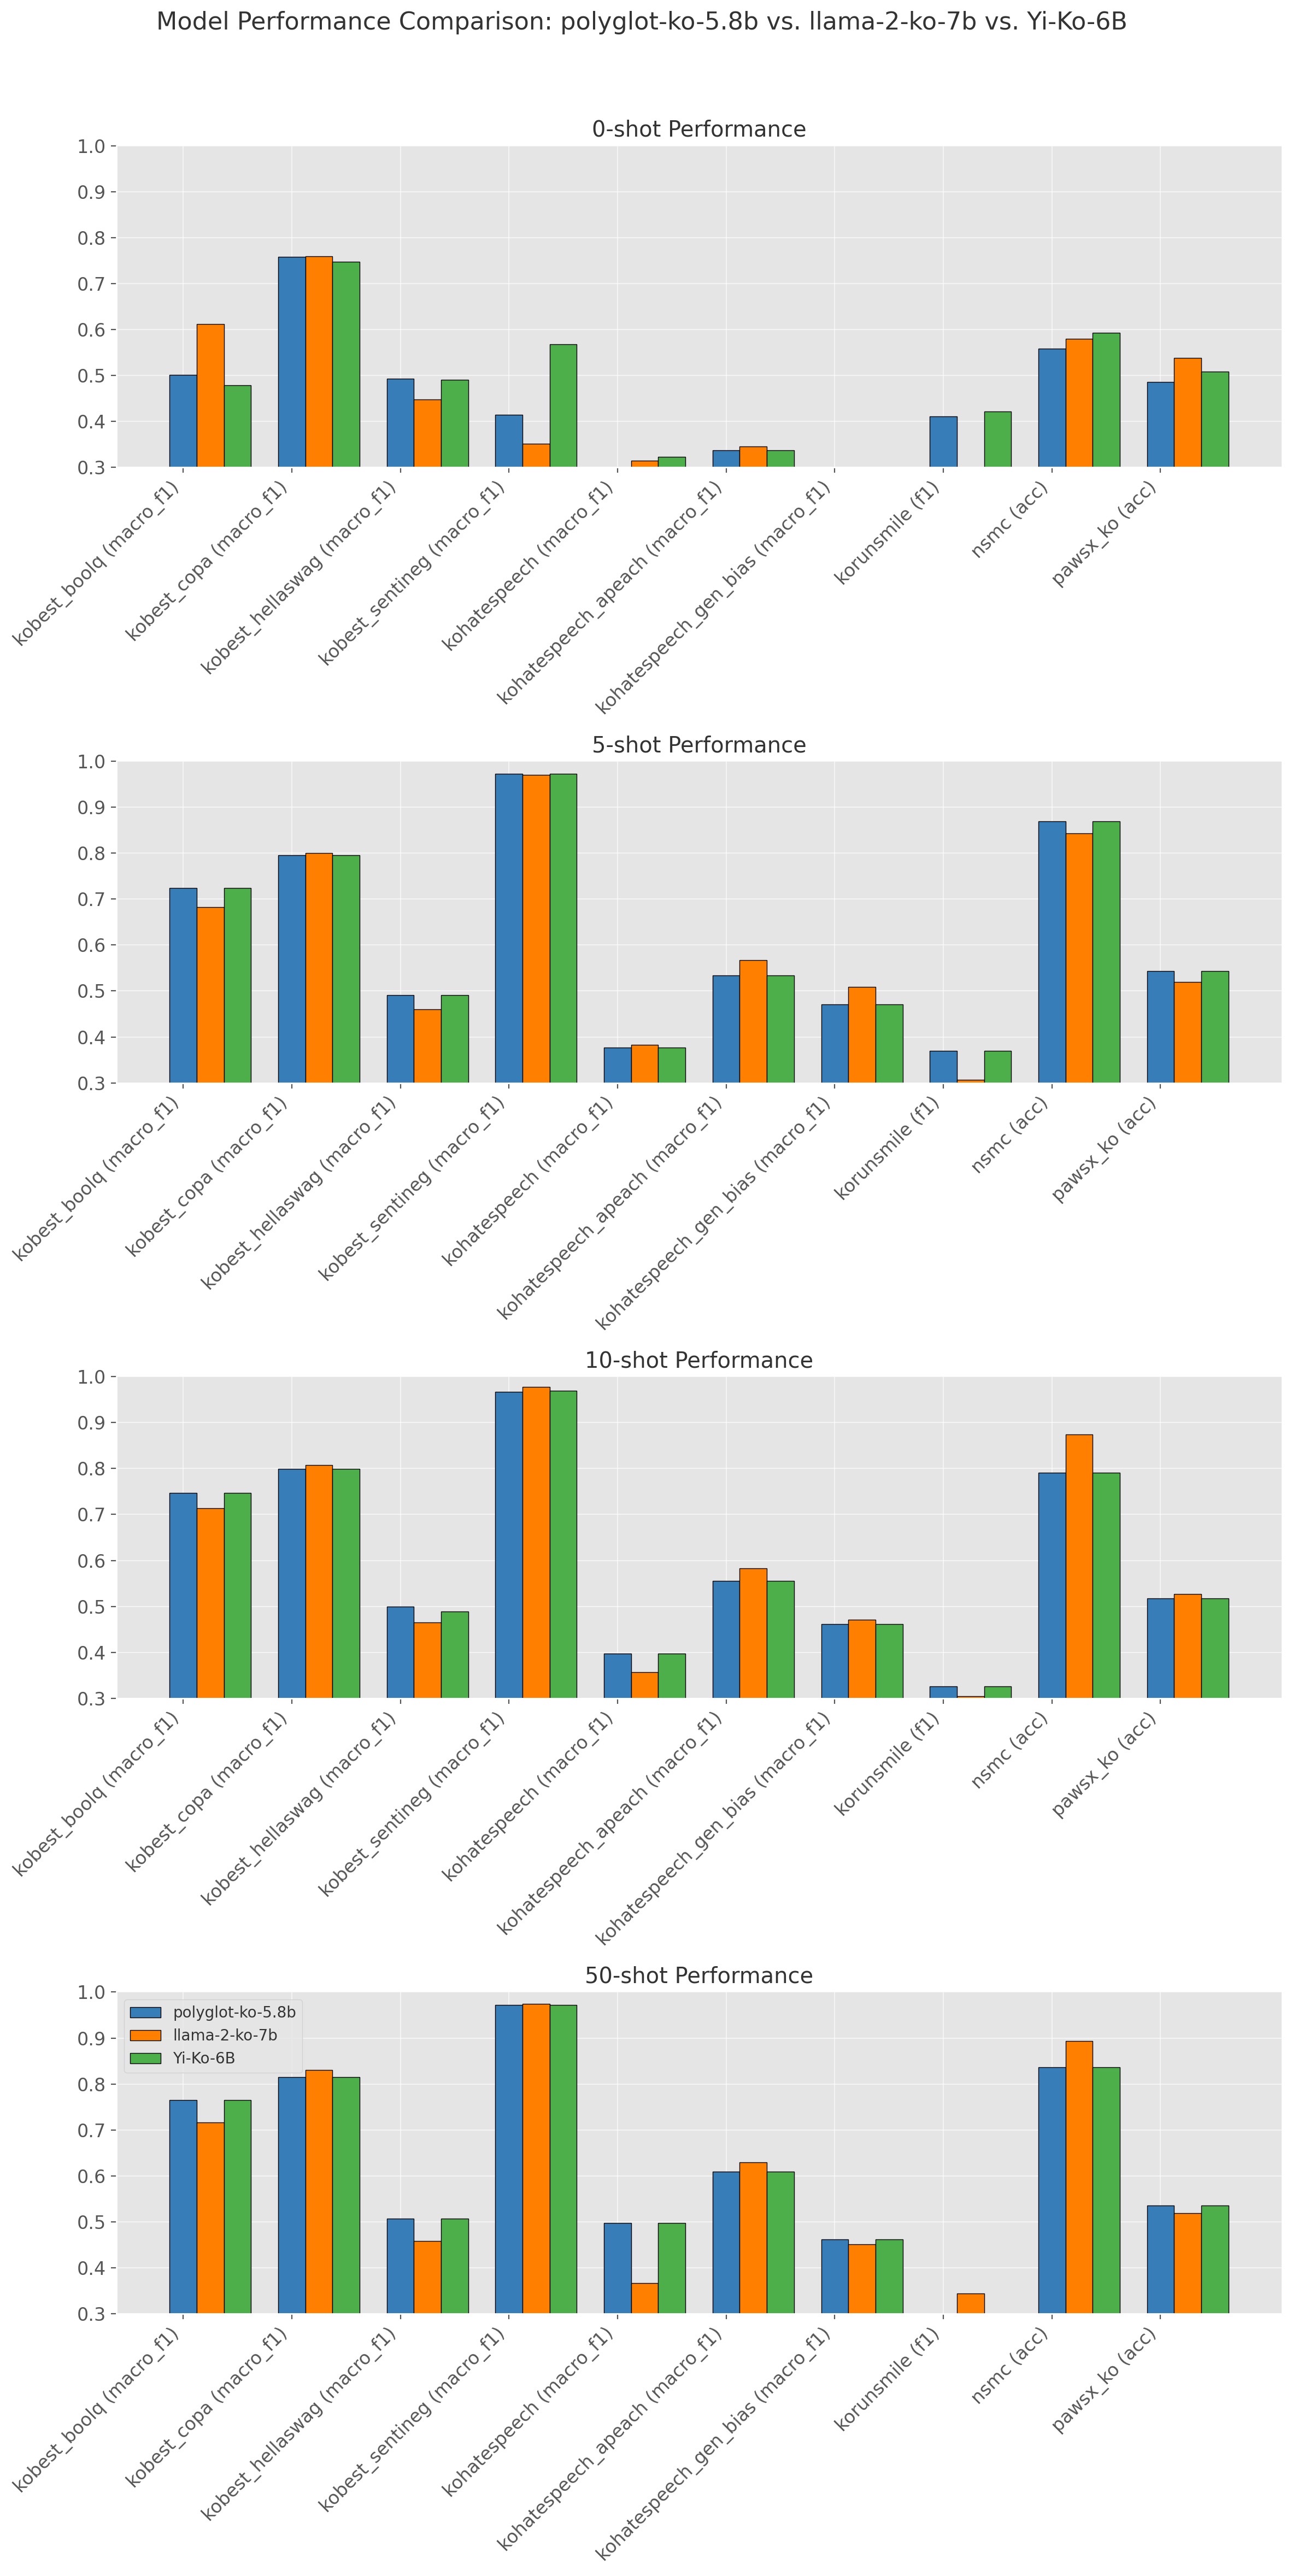 Model Performance Comparison: polyglot-ko-5.8b vs. llama-2-ko-7b vs. Yi-Ko-6B
0-shot Performance
1.0
0.9
0.8
0.7
0.6
0.5
0.4
0.3
kobest_boolq (macro_f1)
kobest_copa (macro_f1)
kobest_hellaswag (macro_f1)
kobest_sentineg (macro_f1)
kohatespeech (macro_f1)
kohatespeech_apeach (macro_f1)
kohatespeech_gen_bias (macro_f1)
korunsmile (f1)
nsmc (acc)
pawsx_ko (acc)
5-shot Performance
1.0
0.9
0.8
0.7
0.6
0.5
0.4
0.3
kobest_boolq (macro_f1)
kobest_copa (macro_f1)
kobest_hellaswag (macro_f1)
kobest_sentineg (macro_f1)
kohatespeech (macro_f1)
kohatespeech_apeach (macro_f1)
kohatespeech_gen_bias (macro_f1)
korunsmile (f1)
nsmc (acc)
pawsx_ko (acc)
10-shot Performance
1.0
0.9
0.8
0.7
0.6
0.5
0.4
0.3
kobest_boolq (macro_f1)
kobest_copa (macro_f1)
kobest_hellaswag (macro_f1)
kobest_sentineg (macro_f1)
kohatespeech (macro_f1)
kohatespeech_apeach (macro_f1)
kohatespeech_gen_bias (macro_f1)
korunsmile (f1)
nsmc (acc)
pawsx_ko (acc)
50-shot Performance
polyglot-ko-5.8b
llama-2-ko-7b
Yi-Ko-6B
1.0
0.9
0.8
0.7
0.6
0.5
0.4
0.3
kobest_boolq (macro_f1)
kobest_copa (macro_f1)
kobest_hellaswag (macro_f1)
kobest_sentineg (macro_f1)
kohatespeech (macro_f1)
kohatespeech_apeach (macro_f1)
kohatespeech_gen_bias (macro_f1)
korunsmile (f1)
nsmc (acc)
pawsx_ko (acc)